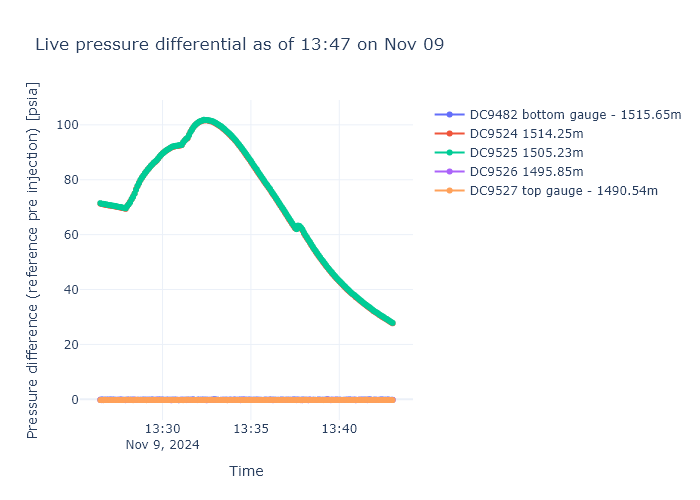 Live pressure differential as of 13:47 on Nov 09
Pressure difference (reference pre injection) [psia]
100
80
60
40
20
0
13:30
13:35
13:40
Nov 9, 2024
Time
DC9482 bottom gauge - 1515.65m
DC9524 1514.25m
DC9525 1505.23m
DC9526 1495.85m
DC9527 top gauge - 1490.54m